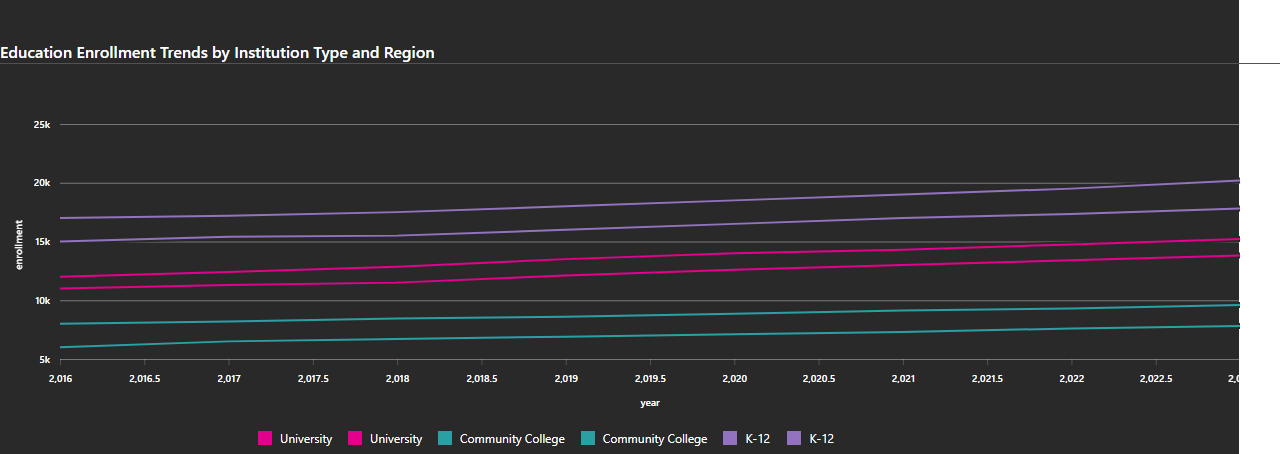 Education Enrollment Trends by Institution Type and Region
25k
20k
15k
10k
5k
enrollment
2,016 2,016.5 2,017 2,017.5 2,018 2,018.5 2,019 2,019.5 2,020 2,020.5 2,021 2,021.5 2,022 2,022.5
year
University University Community College Community College K-12 K-12